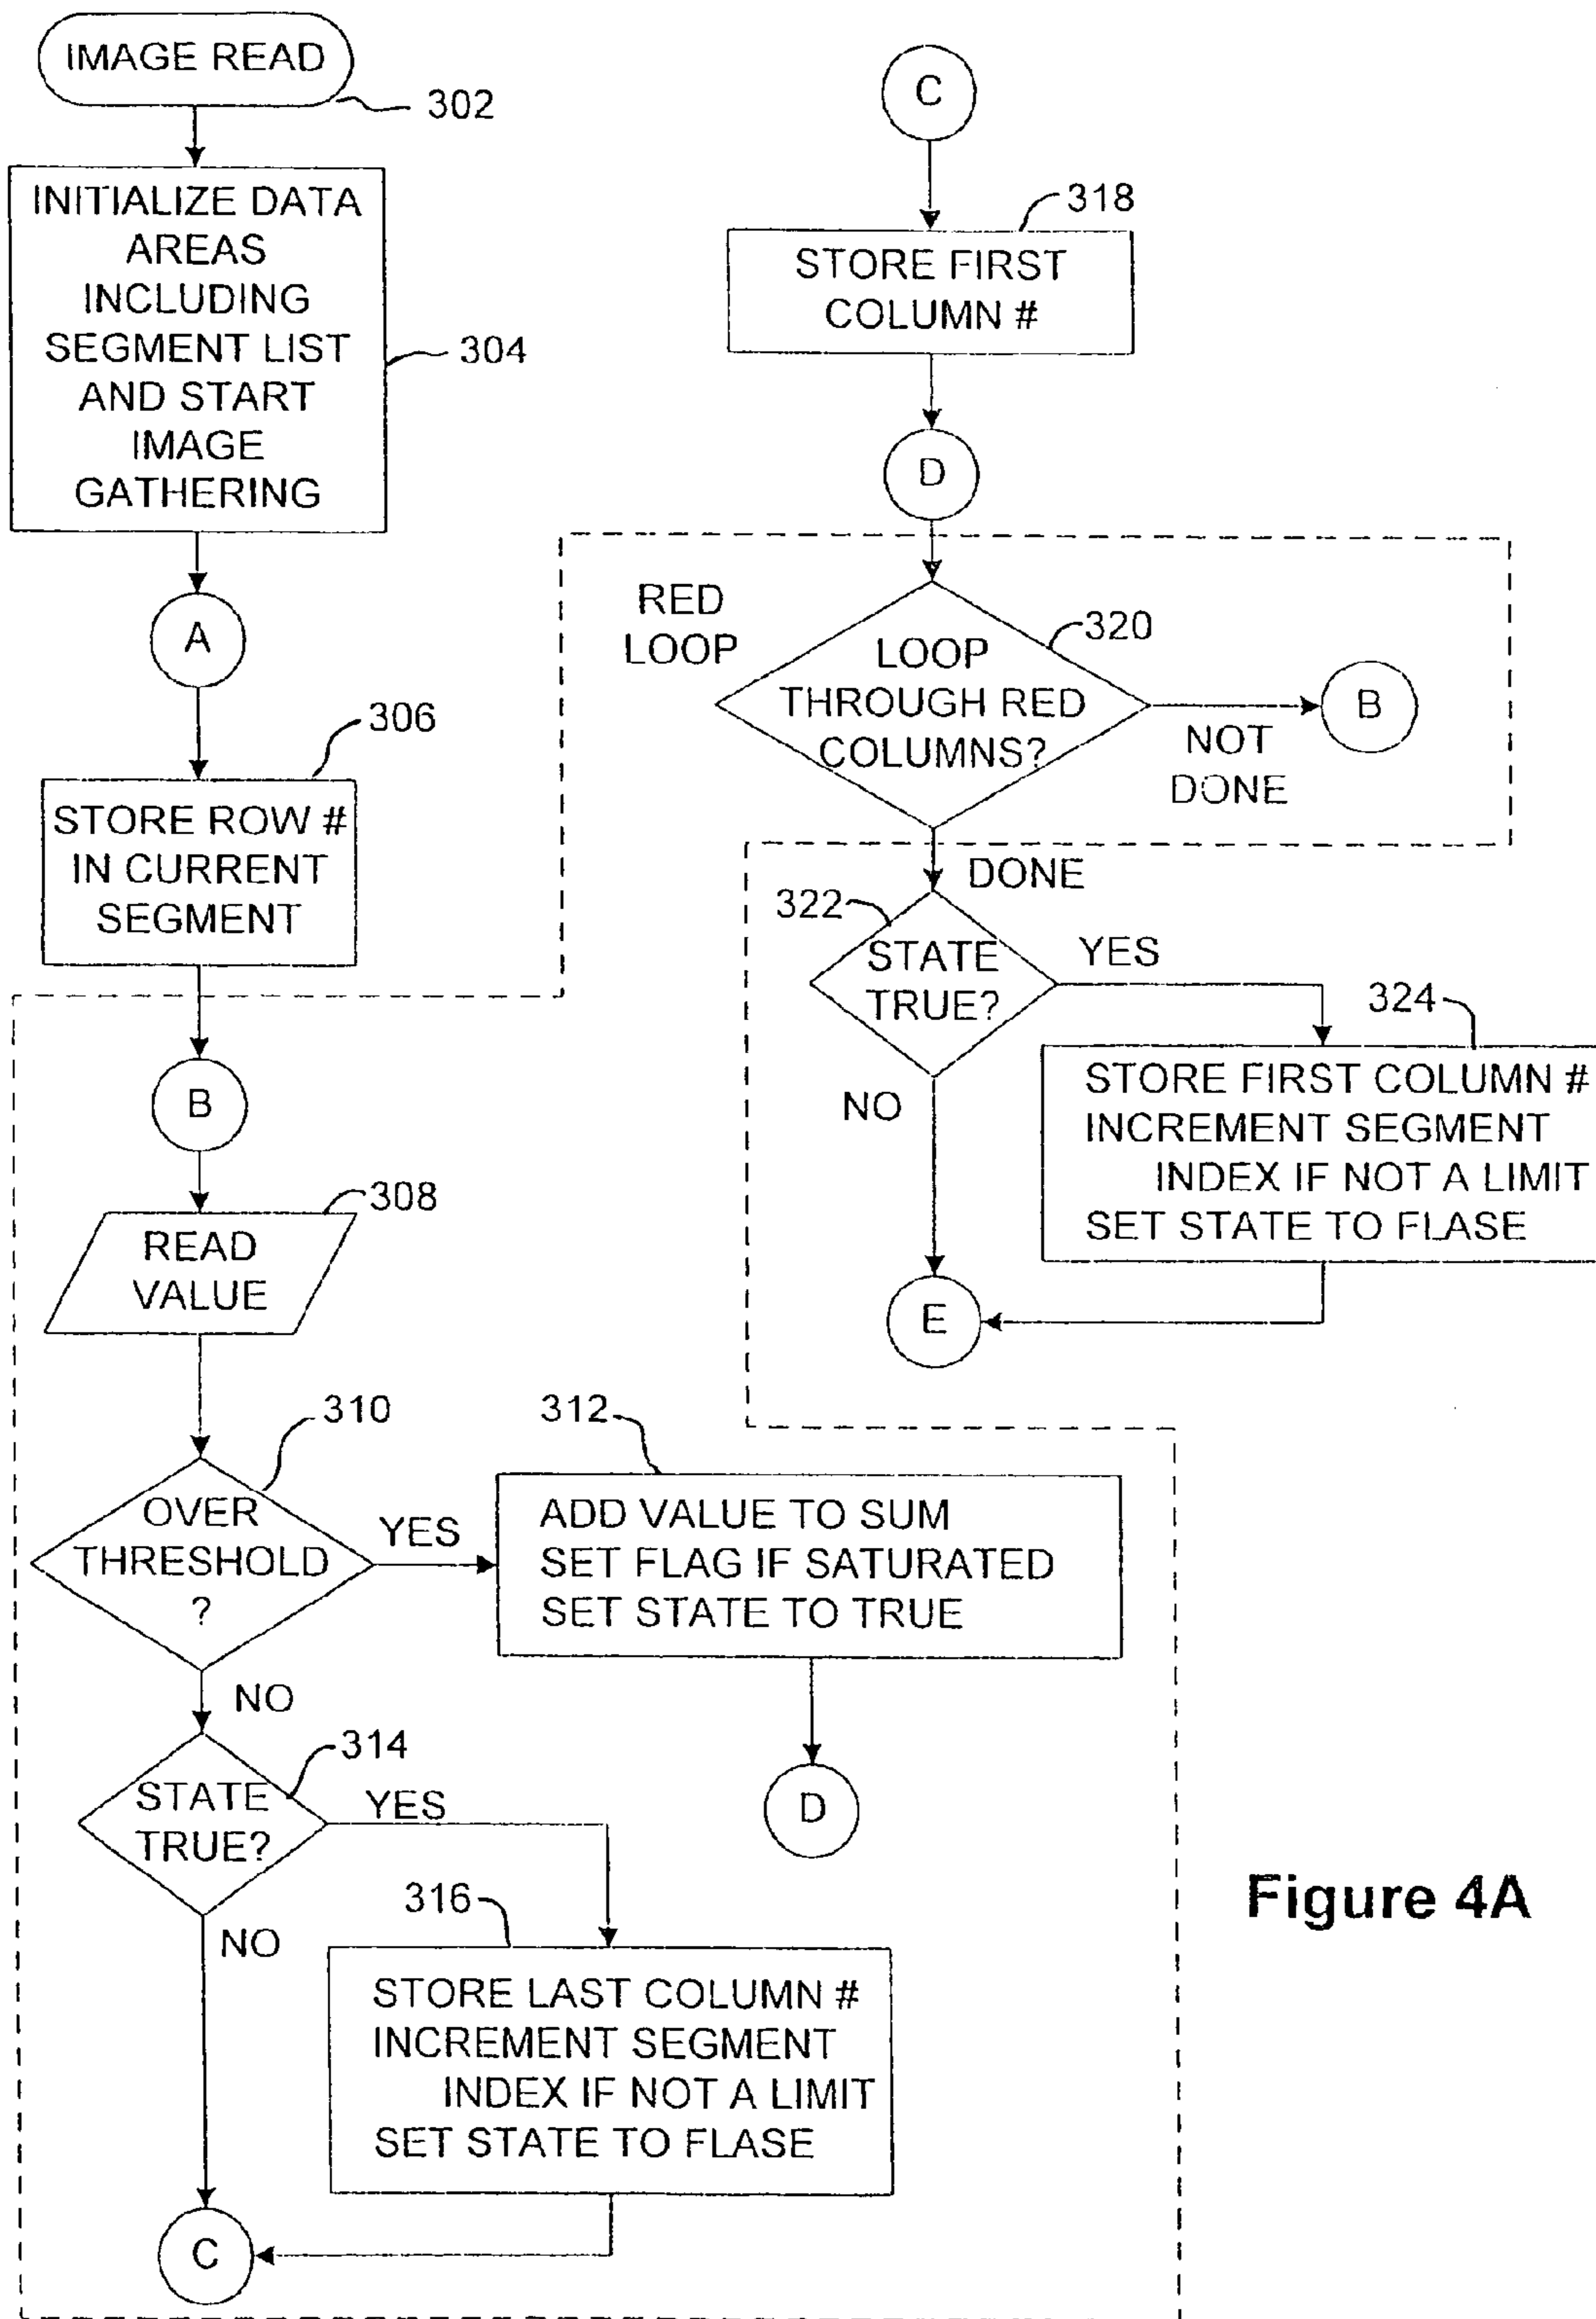 IMAGE READ
302
INITIALIZE DATA
AREAS
INCLUDING
SEGMENT LIST
AND START
IMAGE
GATHERING
304
A
306
STORE ROW #
IN CURRENT
SEGMENT
B
308
READ
VALUE
310
OVER
THRESHOLD
?
YES
312
ADD VALUE TO SUM
SET FLAG IF SATURATED
SET STATE TO TRUE
D
NO
314
STATE
TRUE?
YES
316
STORE LAST COLUMN #
INCREMENT SEGMENT
INDEX IF NOT A LIMIT
SET STATE TO FLASE
NO
C
C
318
STORE FIRST
COLUMN #
D
RED
LOOP
320
LOOP
THROUGH RED
COLUMNS?
NOT
DONE
B
DONE
322
STATE
TRUE?
YES
324
STORE FIRST COLUMN #
INCREMENT SEGMENT
INDEX IF NOT A LIMIT
SET STATE TO FLASE
NO
E
Figure 4A